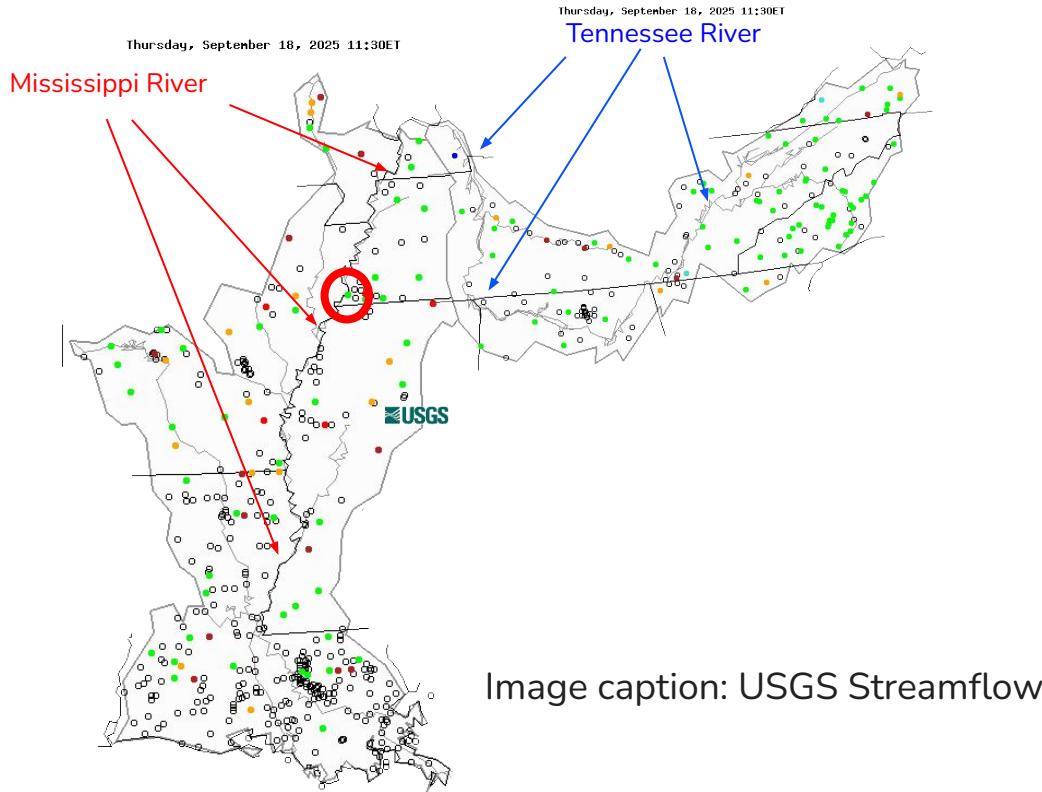 Thursday, September 18, 2025 11:30ET
Tennessee River
Thursday, September 18, 2025 11:30ET
Mississippi River
USGS
Image caption: USGS Streamflow